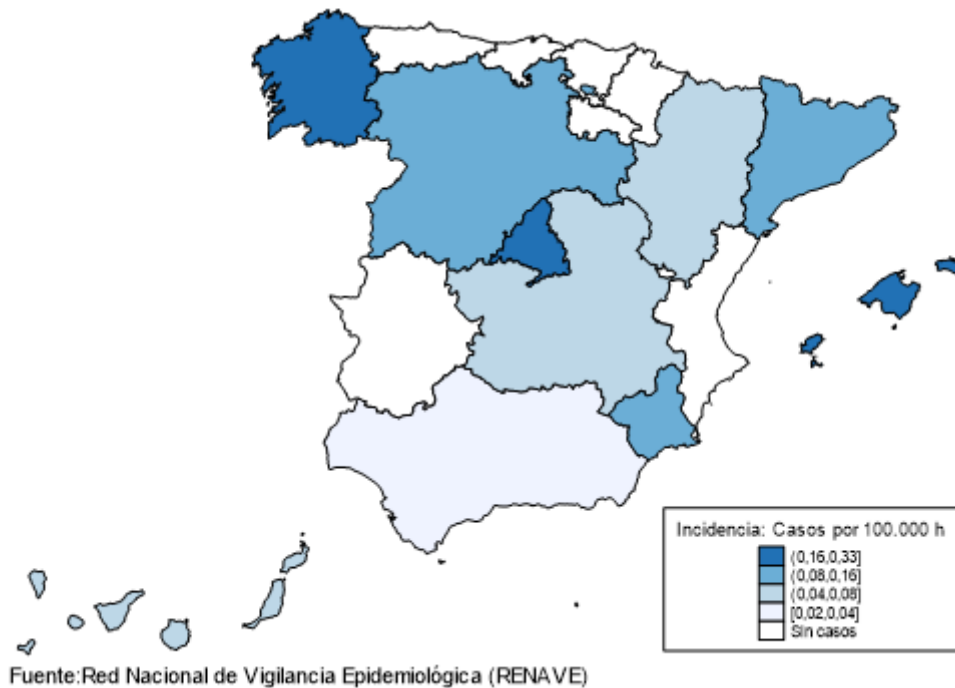 Incidencia: Casos por 100.000 h
(0,16,0,33]
(0,08,0,16]
(0,04,0,08]
[0,02,0,04]
Sin casos
Fuente:Red Nacional de Vigilancia Epidemiológica (RENAVE)